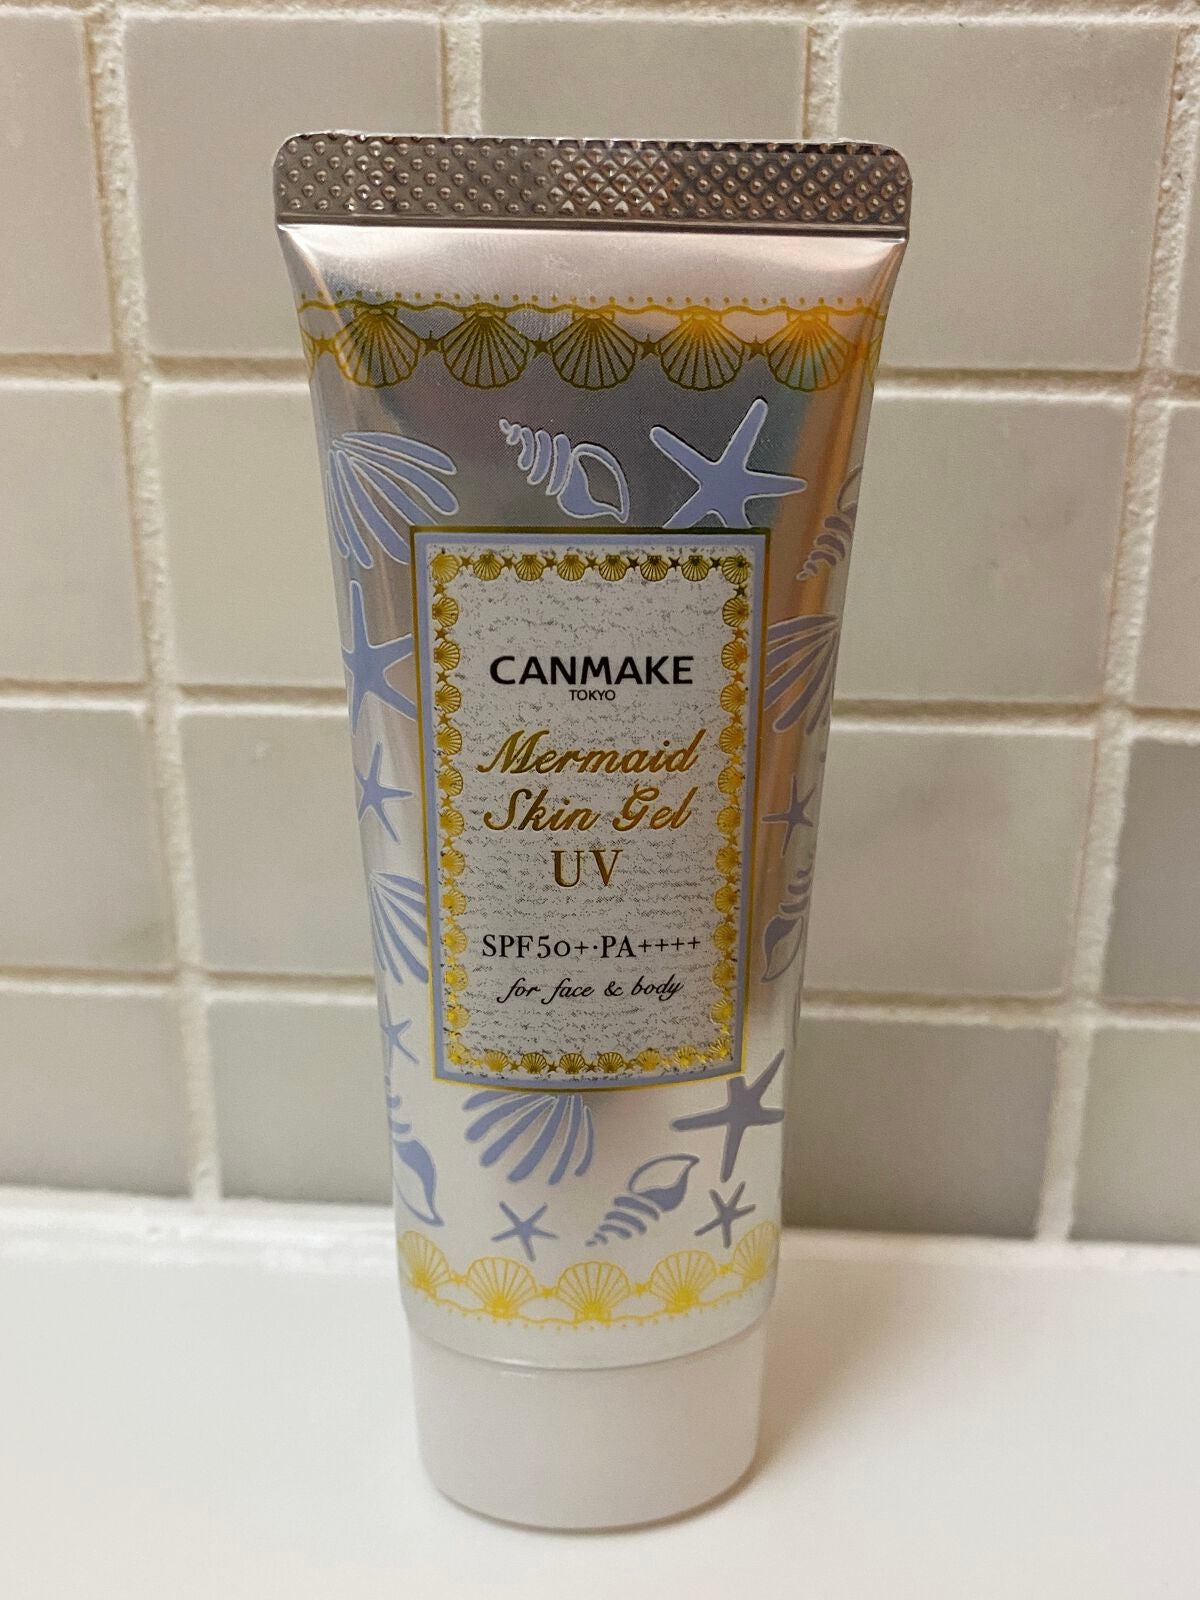 CANMAKE
TOKYO
Mermaid
Skin Gel
UV
SPF50+·PA++++
for face & body